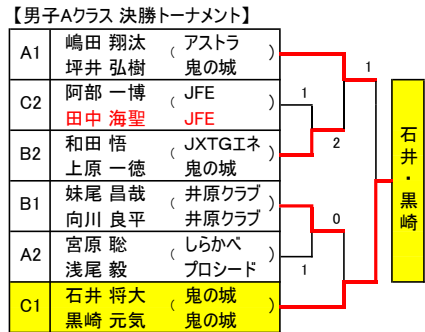 【男子Aクラス 決勝トーナメント】
A1 嶋田 翔汰 ( アストラ )
坪井 弘樹 鬼の城
C2 阿部 一博 ( JFE )
田中 海聖 JFE
B2 和田 悟 ( JXTGエネ )
上原 一徳 鬼の城
B1 妹尾 昌哉 ( 井原クラブ )
向川 良平 井原クラブ
A2 宮原 聡 ( しらかべ )
浅尾 毅 プロシード
C1 石井 将大 ( 鬼の城 )
黒崎 元気 鬼の城
1
1
2
0
1
石井・黒崎